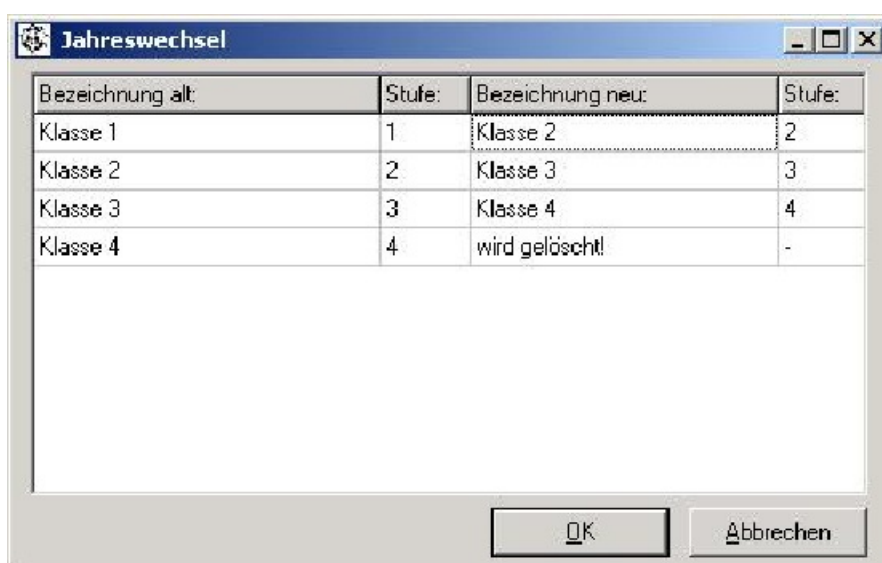 Jahreswechsel
Bezeichnung alt: Stufe: Bezeichnung neu: Stufe:
Klasse 1 1 Klasse 2 2
Klasse 2 2 Klasse 3 3
Klasse 3 3 Klasse 4 4
Klasse 4 4 wird gelöscht! -
OK Abbrechen